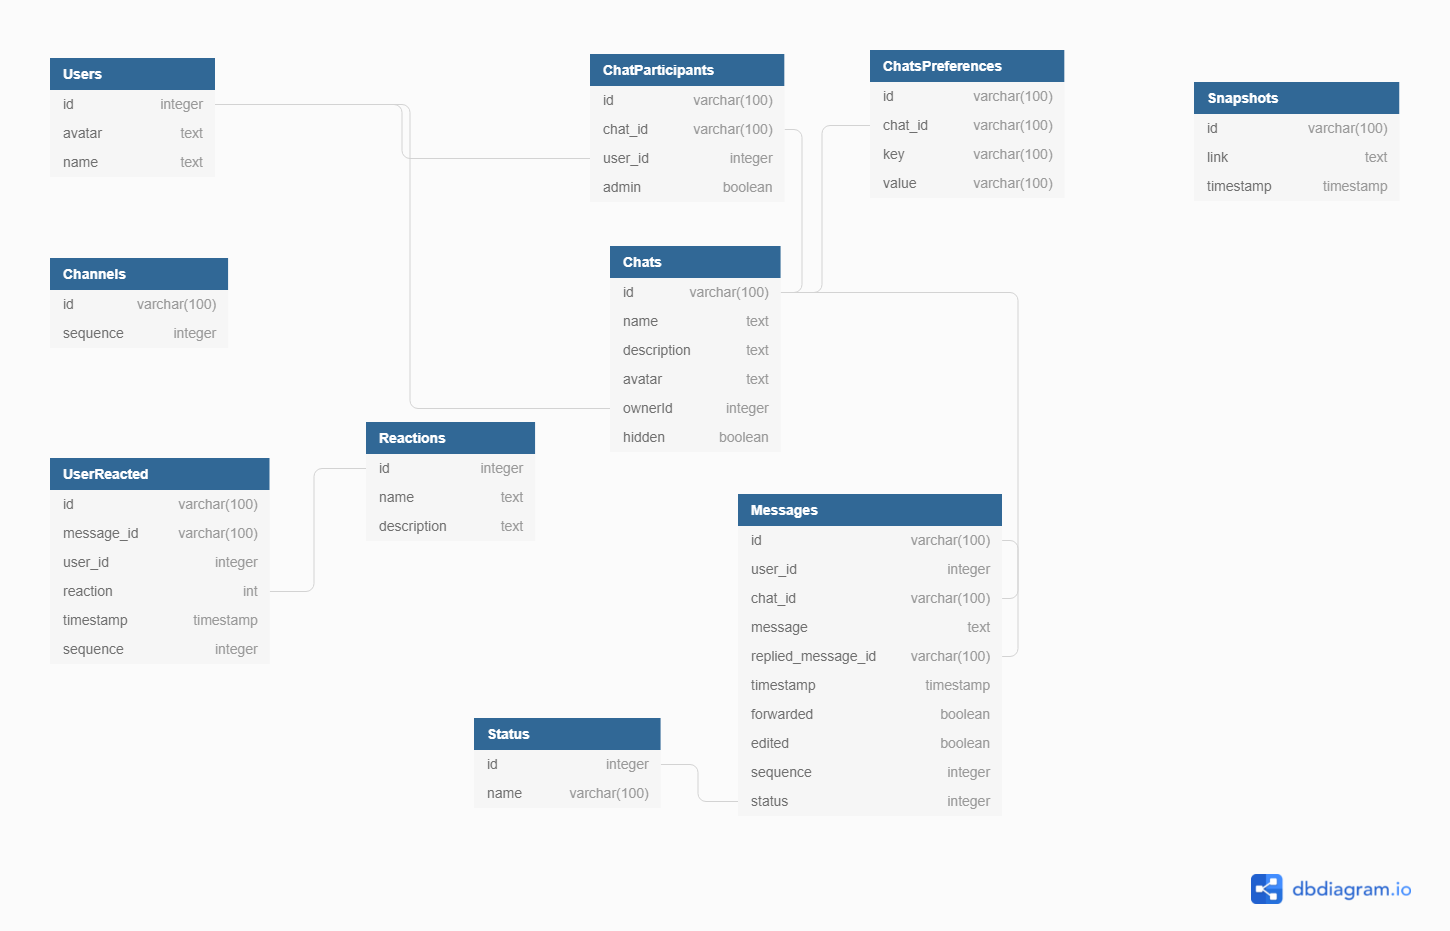 Users
id integer
avatar text
name text
ChatParticipants
id varchar(100)
chat_id varchar(100)
user_id integer
admin boolean
ChatsPreferences
id varchar(100)
chat_id varchar(100)
key varchar(100)
value varchar(100)
Snapshots
id varchar(100)
link text
timestamp timestamp
Channels
id varchar(100)
sequence integer
Chats
id varchar(100)
name text
description text
avatar text
ownerId integer
hidden boolean
Reactions
id integer
name text
description text
UserReacted
id varchar(100)
message_id varchar(100)
user_id integer
reaction int
timestamp timestamp
sequence integer
Messages
id varchar(100)
user_id integer
chat_id varchar(100)
message text
replied_message_id varchar(100)
timestamp timestamp
forwarded boolean
edited boolean
sequence integer
status integer
Status
id integer
name varchar(100)
dbdiagram.io